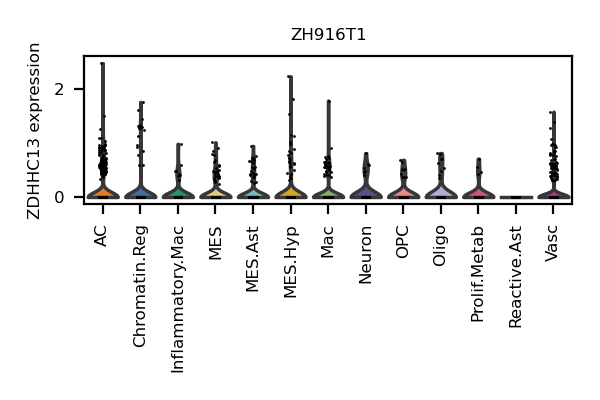 ZH916T1
ZDHHC13 expression
2
0
AC
Chromatin.Reg
Inflammatory.Mac
MES
MES.Ast
MES.Hyp
Mac
Neuron
OPC
Oligo
Prolif.Metab
Reactive.Ast
Vasc